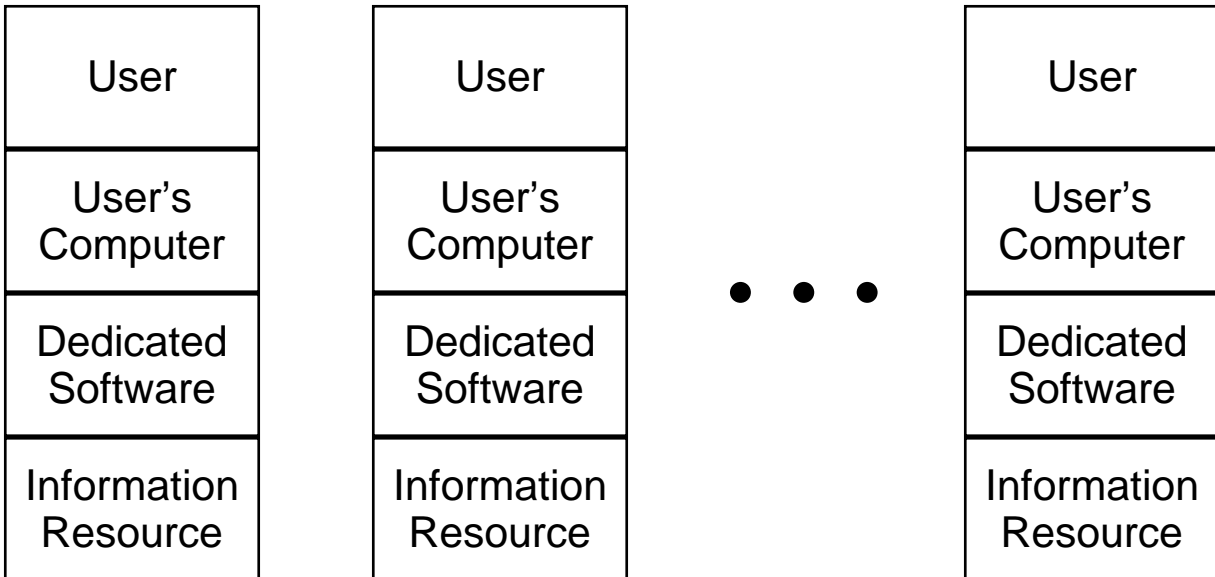 User
User's
Computer
Dedicated
Software
Information
Resource
User
User's
Computer
Dedicated
Software
Information
Resource
• • •
User
User's
Computer
Dedicated
Software
Information
Resource